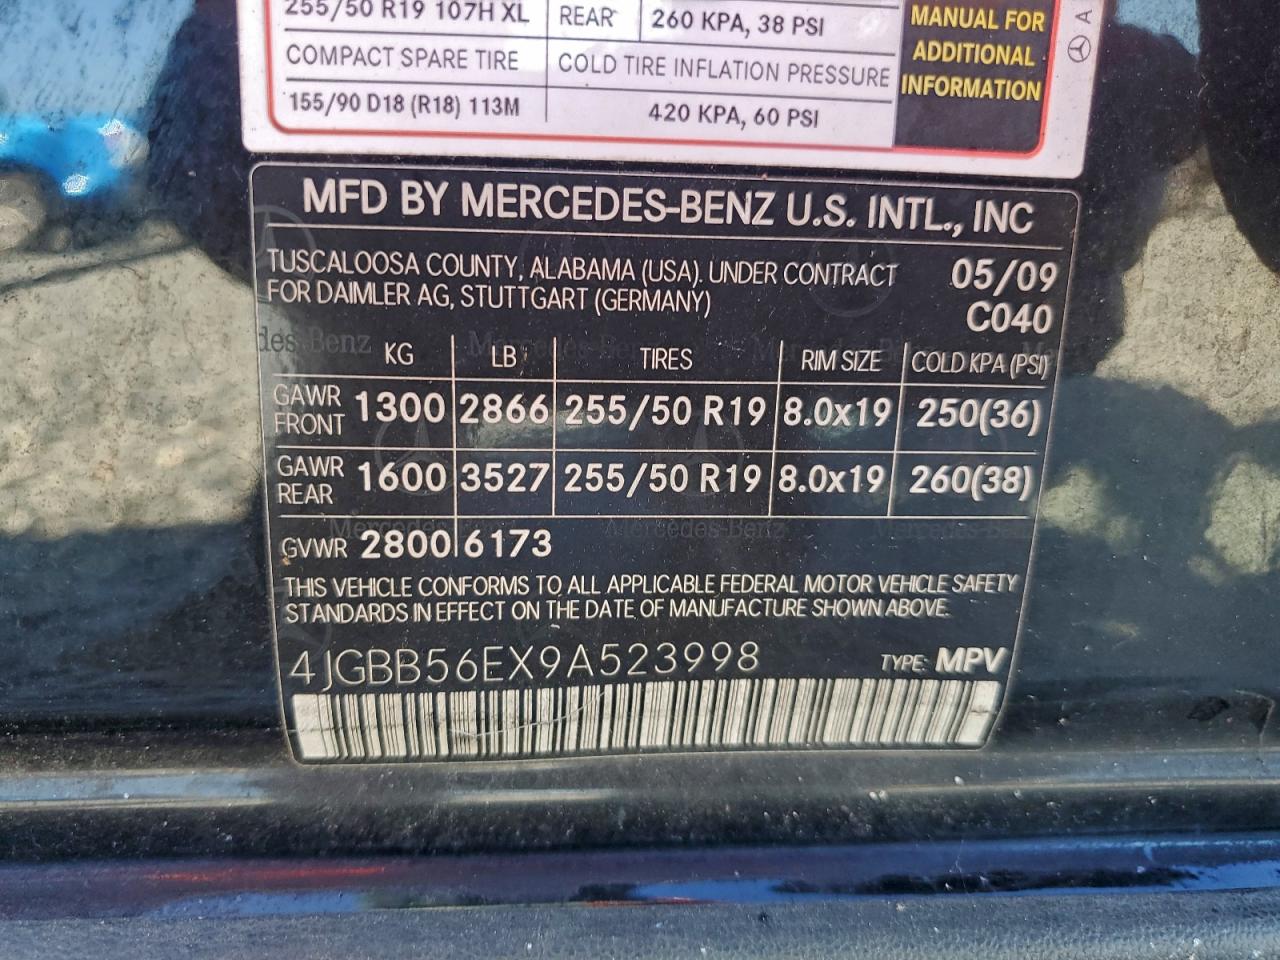 255/50 R19 107H XL REAR 260 KPA, 38 PSI
COMPACT SPARE TIRE COLD TIRE INFLATION PRESSURE
155/90 D18 (R18) 113M 420 KPA, 60 PSI
MANUAL FOR
ADDITIONAL
INFORMATION
A
MFD BY MERCEDES-BENZ U.S. INTL., INC
TUSCALOOSA COUNTY, ALABAMA (USA). UNDER CONTRACT 05/09
FOR DAIMLER AG, STUTTGART (GERMANY) C040
KG LB TIRES RIM SIZE COLD KPA (PSI)
GAWR FRONT 1300 2866 255/50 R19 8.0x19 250(36)
GAWR REAR 1600 3527 255/50 R19 8.0x19 260(38)
GVWR 2800 6173
THIS VEHICLE CONFORMS TO ALL APPLICABLE FEDERAL MOTOR VEHICLE SAFETY
STANDARDS IN EFFECT ON THE DATE OF MANUFACTURE SHOWN ABOVE.
4JGBB56EX9A523998 TYPE: MPV